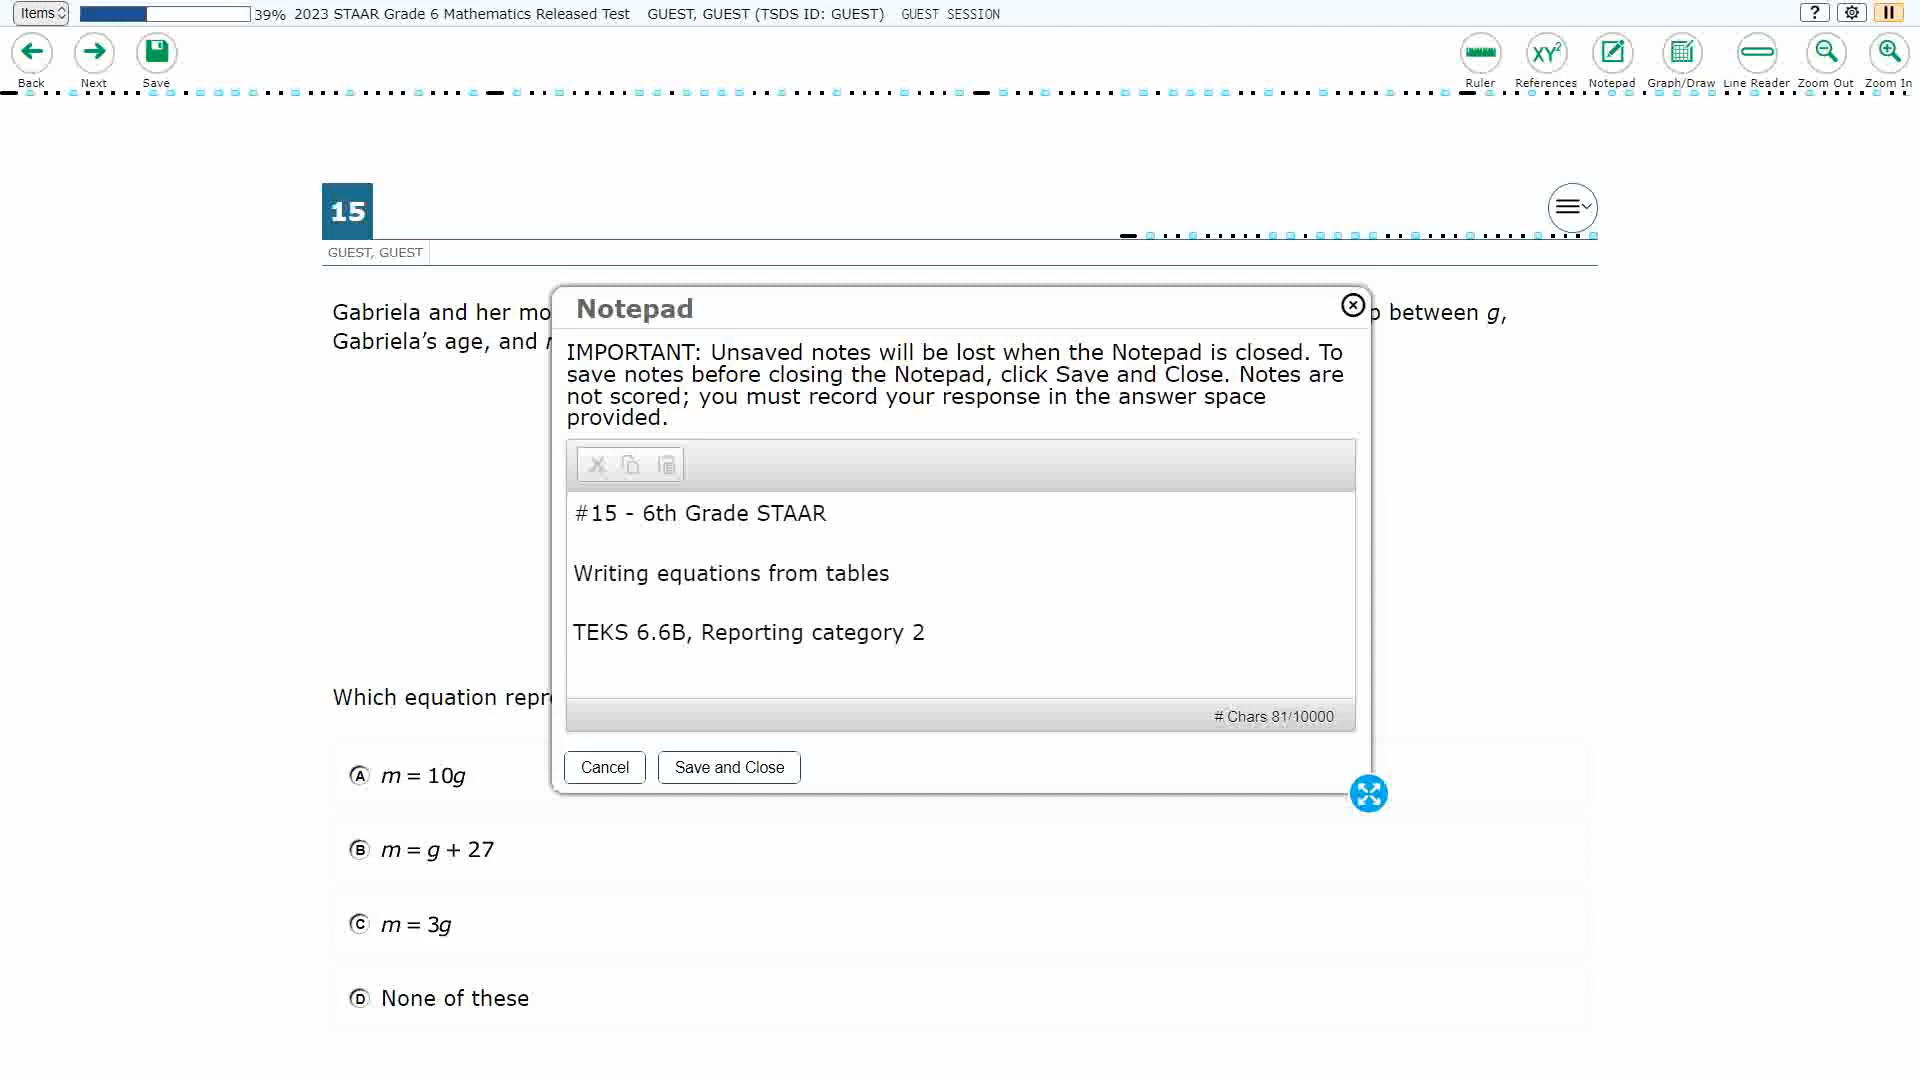 Items 39% 2023 STAAR Grade 6 Mathematics Released Test GUEST, GUEST (TSDS ID: GUEST) GUEST SESSION ?
Back Next Save Ruler XY² References Notepad Graph/Draw Line Reader Zoom Out Zoom In
15
GUEST, GUEST
Gabriela and her mo between g,
Gabriela’s age, and
Notepad
IMPORTANT: Unsaved notes will be lost when the Notepad is closed. To
save notes before closing the Notepad, click Save and Close. Notes are
not scored; you must record your response in the answer space
provided.
#15 - 6th Grade STAAR
Writing equations from tables
TEKS 6.6B, Reporting category 2
# Chars 81/10000
Cancel Save and Close
Which equation repr
A m = 10g
B m = g + 27
C m = 3g
D None of these